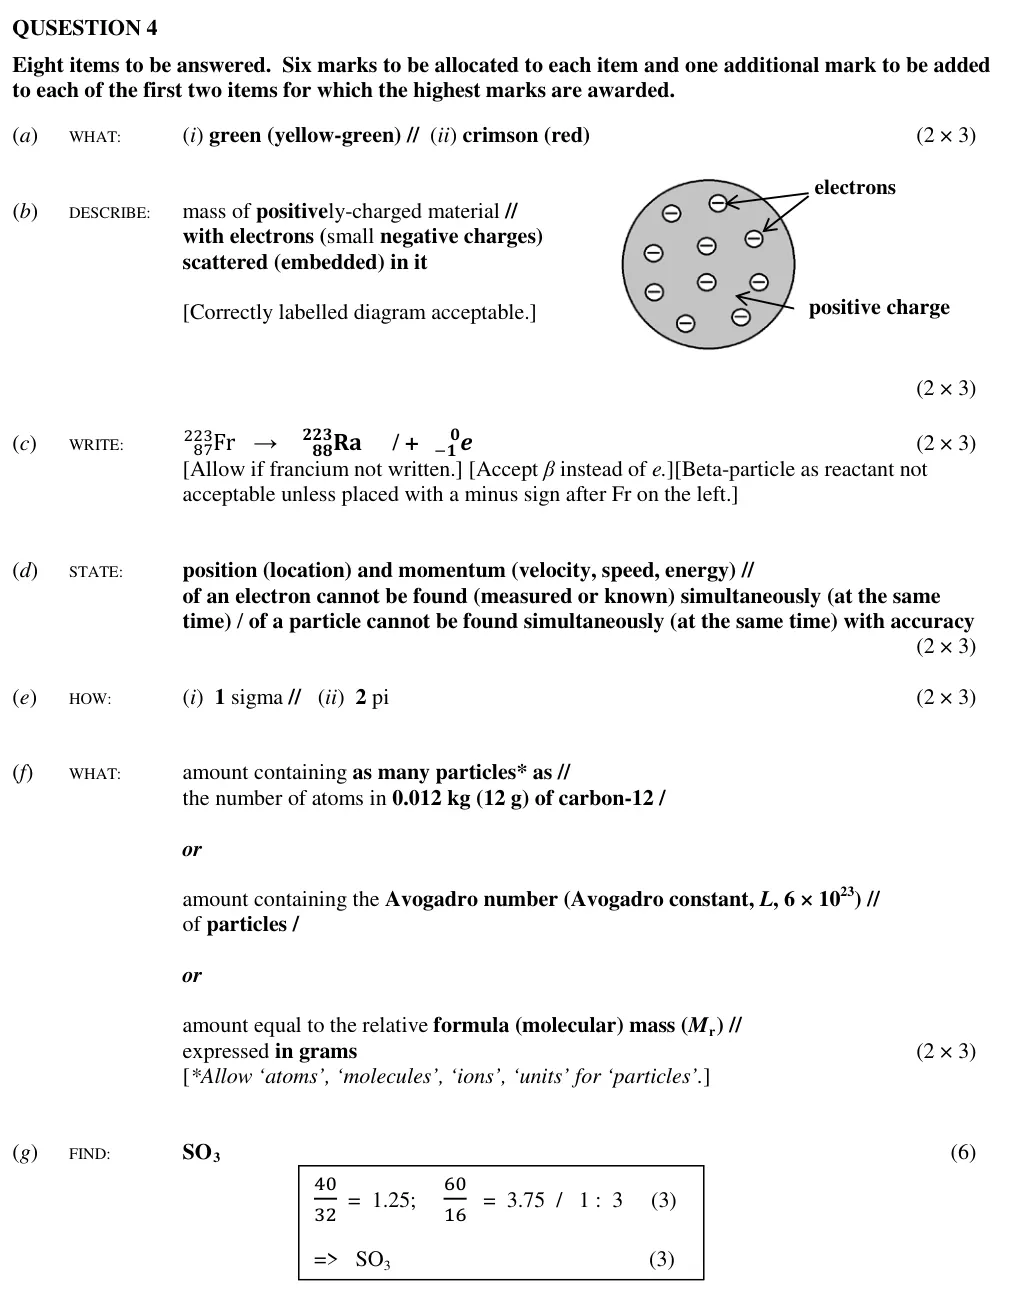 QUSESTION 4
Eight items to be answered. Six marks to be allocated to each item and one additional mark to be added
to each of the first two items for which the highest marks are awarded.
(a) WHAT: (i) green (yellow-green) // (ii) crimson (red) (2 × 3)
electrons
(b) DESCRIBE: mass of positively-charged material //
with electrons (small negative charges)
scattered (embedded) in it
positive charge
[Correctly labelled diagram acceptable.]
(2 × 3)
(c) WRITE: ²²³₈₇Fr → ²²³₈₈Ra / + ⁰₋₁e (2 × 3)
[Allow if francium not written.] [Accept β instead of e.][Beta-particle as reactant not
acceptable unless placed with a minus sign after Fr on the left.]
(d) STATE: position (location) and momentum (velocity, speed, energy) //
of an electron cannot be found (measured or known) simultaneously (at the same
time) / of a particle cannot be found simultaneously (at the same time) with accuracy
(2 × 3)
(e) HOW: (i) 1 sigma // (ii) 2 pi (2 × 3)
(f) WHAT: amount containing as many particles* as //
the number of atoms in 0.012 kg (12 g) of carbon-12 /
or
amount containing the Avogadro number (Avogadro constant, L, 6 × 10²³) //
of particles /
or
amount equal to the relative formula (molecular) mass (Mᵣ) //
expressed in grams (2 × 3)
[*Allow ‘atoms’, ‘molecules’, ‘ions’, ‘units’ for ‘particles’.]
(g) FIND: SO₃ (6)
40/32 = 1.25; 60/16 = 3.75 / 1 : 3 (3)
=> SO₃ (3)